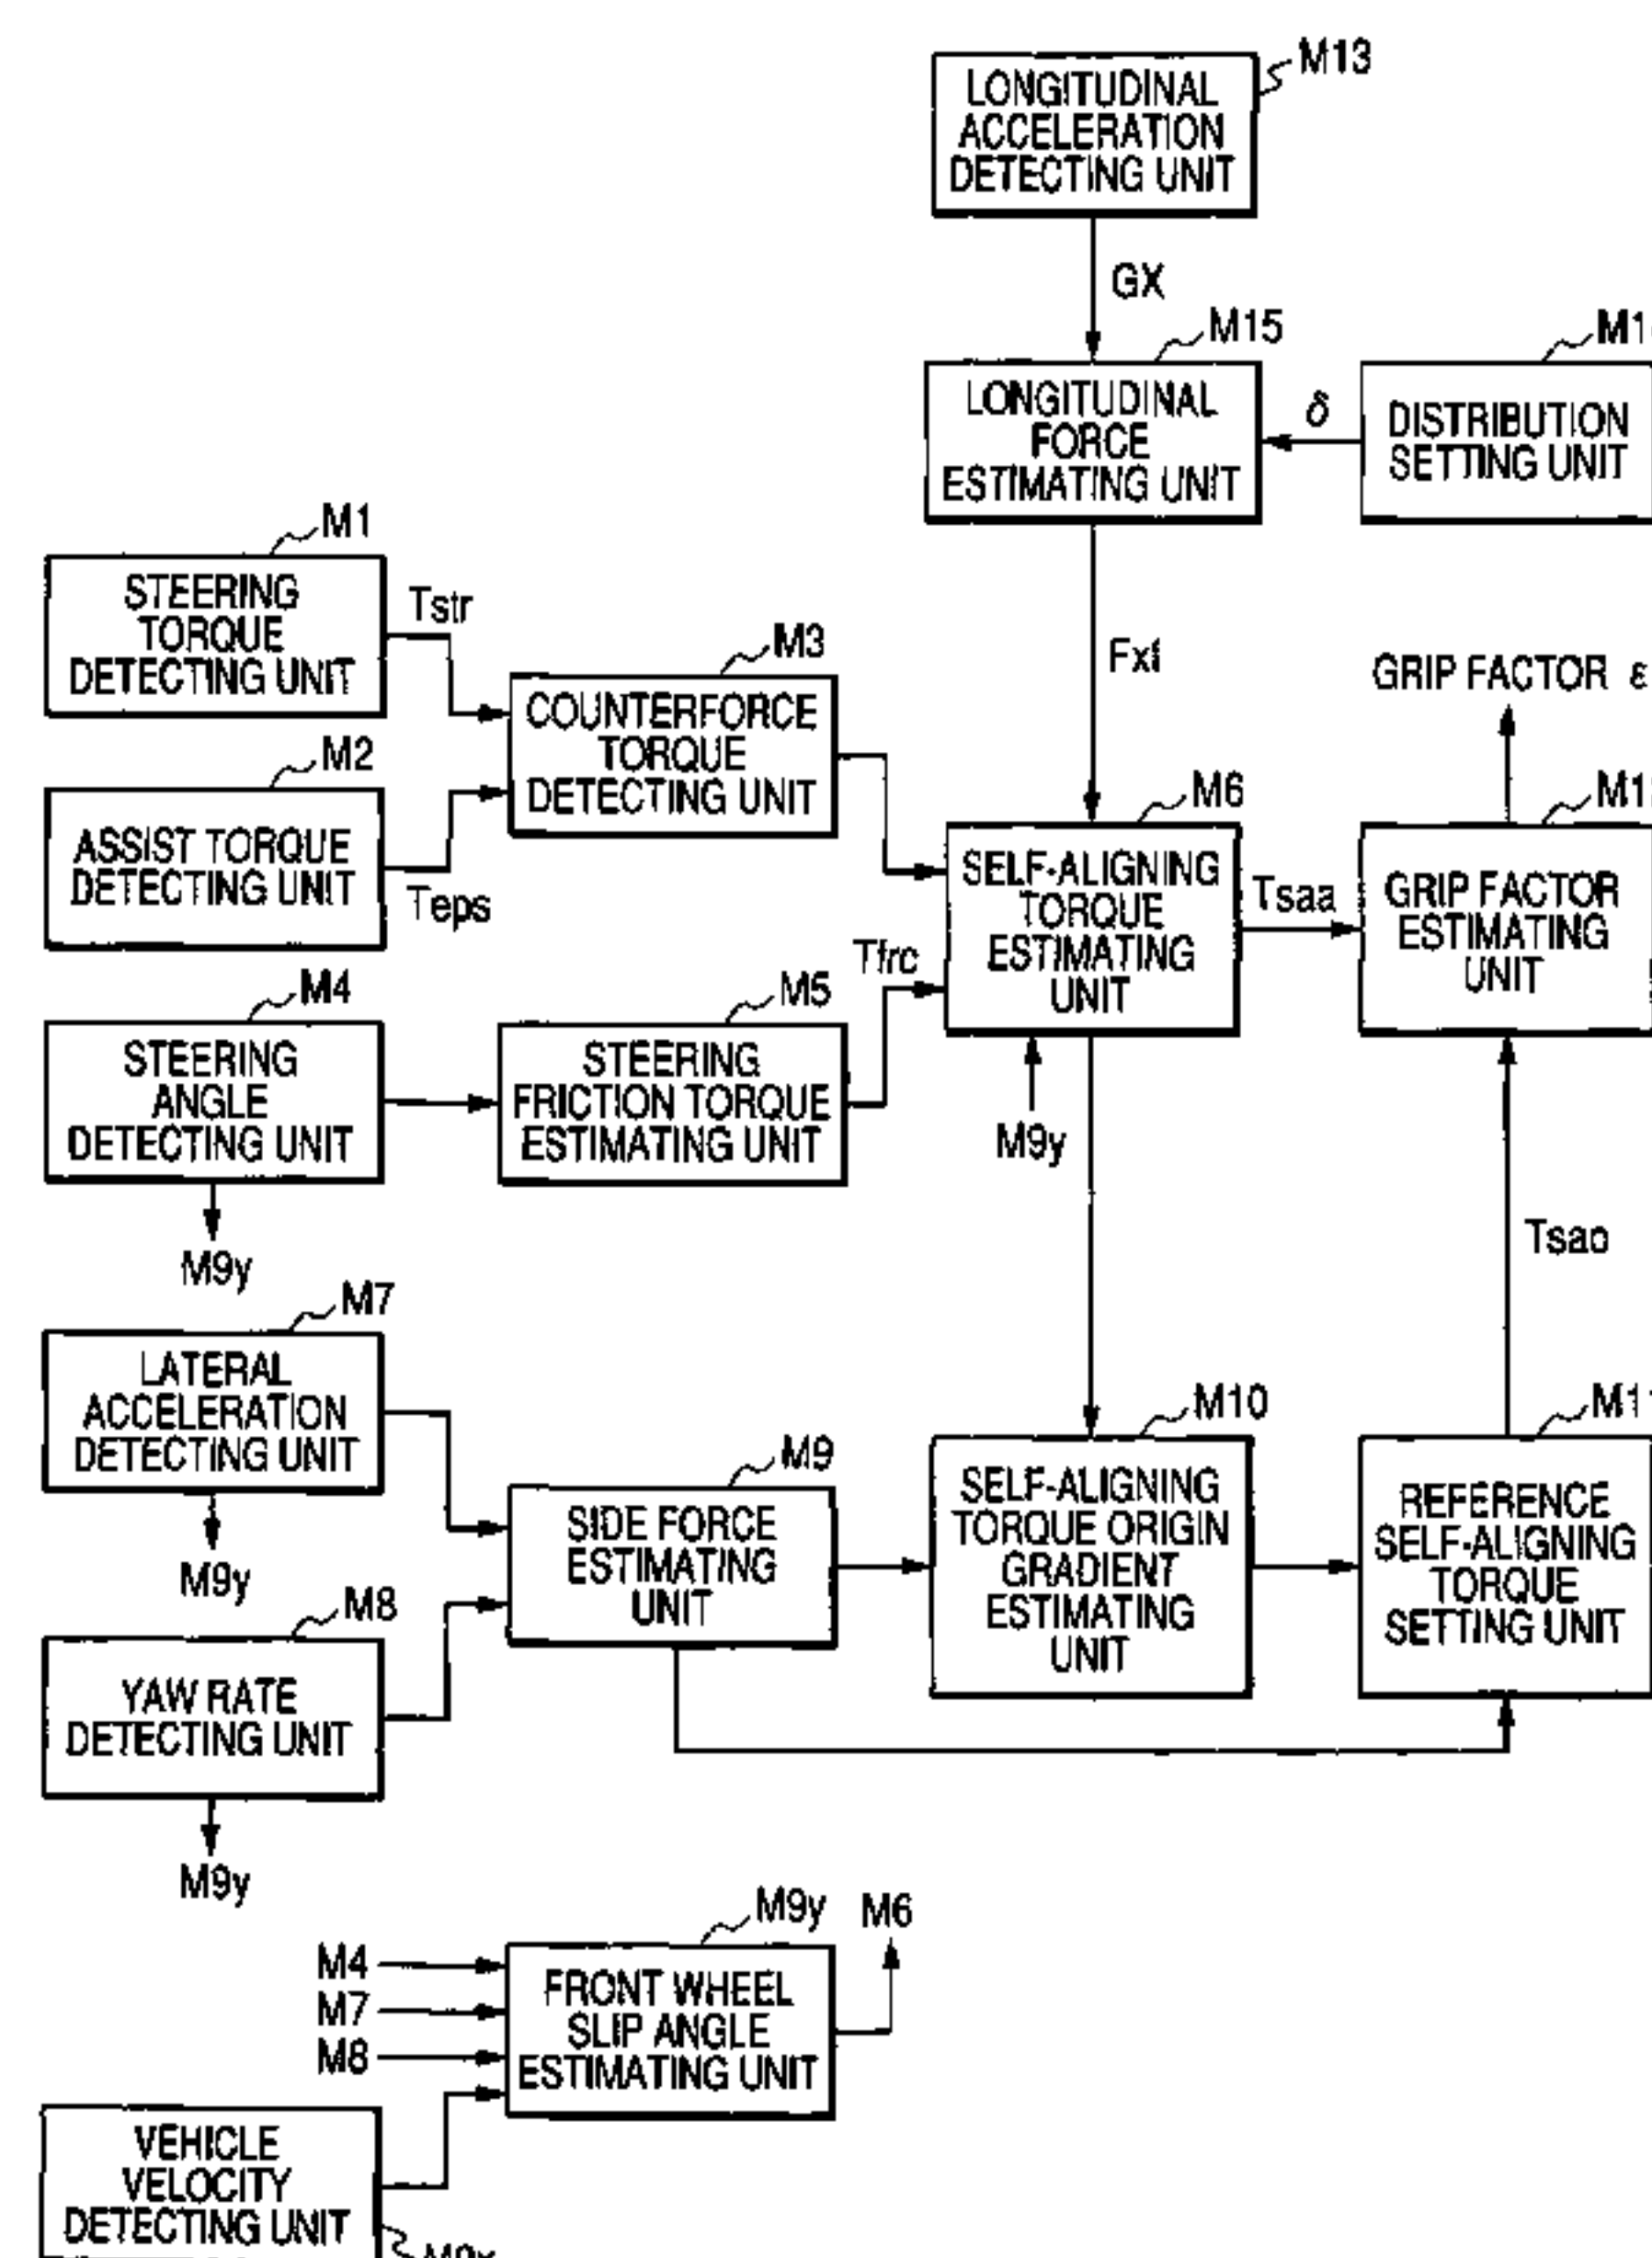 M13
LONGITUDINAL
ACCELERATION
DETECTING UNIT
GX
M15
LONGITUDINAL
FORCE
ESTIMATING UNIT
δ
DISTRIBUTION
SETTING UNIT
M1
STEERING
TORQUE
DETECTING UNIT
Tstr
M3
COUNTERFORCE
TORQUE
DETECTING UNIT
Fxf
GRIP FACTOR ε
M2
ASSIST TORQUE
DETECTING UNIT
Teps
M6
SELF-ALIGNING
TORQUE
ESTIMATING
UNIT
Tsaa
GRIP FACTOR
ESTIMATING
UNIT
M4
STEERING
ANGLE
DETECTING UNIT
M9y
M5
STEERING
FRICTION TORQUE
ESTIMATING UNIT
Tfrc
M9y
Tsao
M7
LATERAL
ACCELERATION
DETECTING UNIT
M9y
M9
SIDE FORCE
ESTIMATING
UNIT
M10
SELF-ALIGNING
TORQUE ORIGIN
GRADIENT
ESTIMATING
UNIT
M11
REFERENCE
SELF-ALIGNING
TORQUE
SETTING UNIT
M8
YAW RATE
DETECTING UNIT
M9y
M9y
M6
M4
M7
M8
FRONT WHEEL
SLIP ANGLE
ESTIMATING UNIT
VEHICLE
VELOCITY
DETECTING UNIT